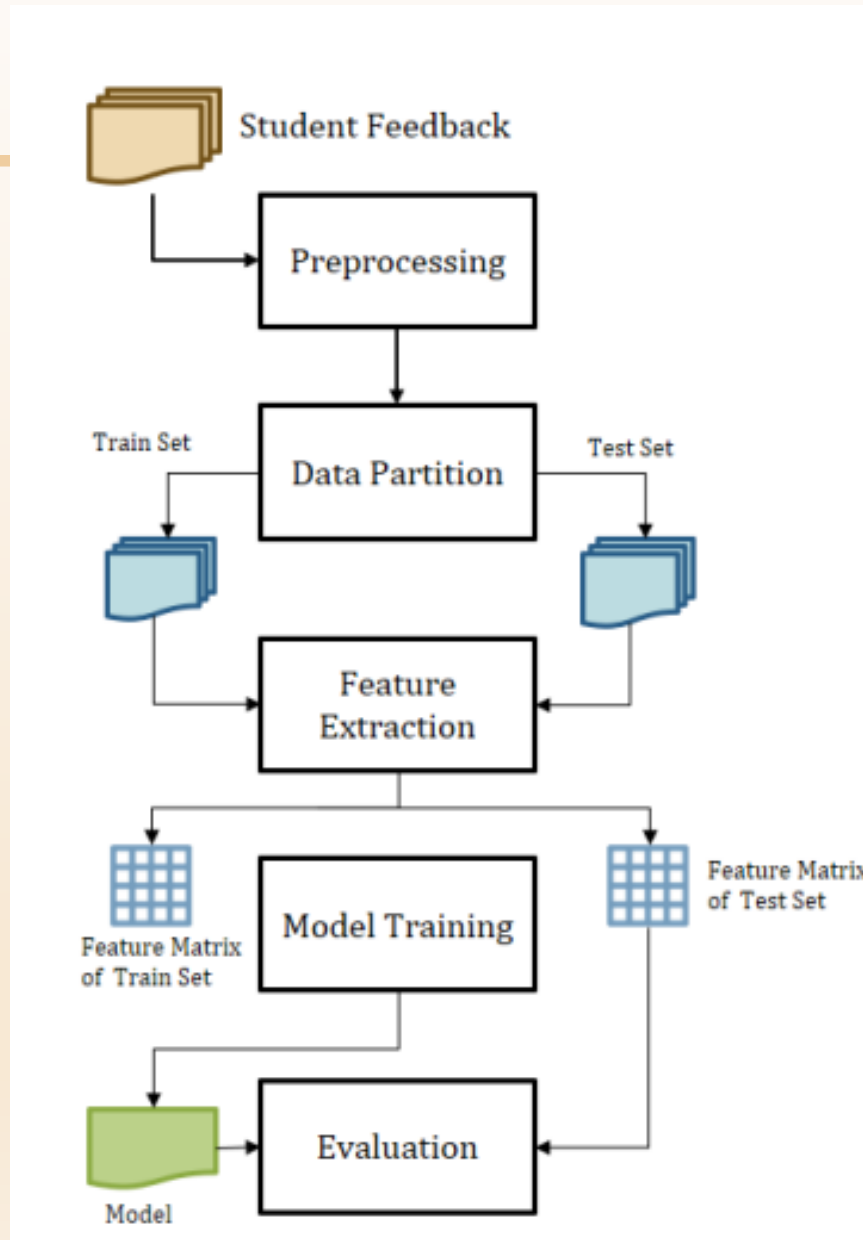 Student Feedback
Preprocessing
Train Set
Test Set
Data Partition
Feature
Extraction
Feature Matrix
of Train Set
Model Training
Feature Matrix
of Test Set
Evaluation
Model